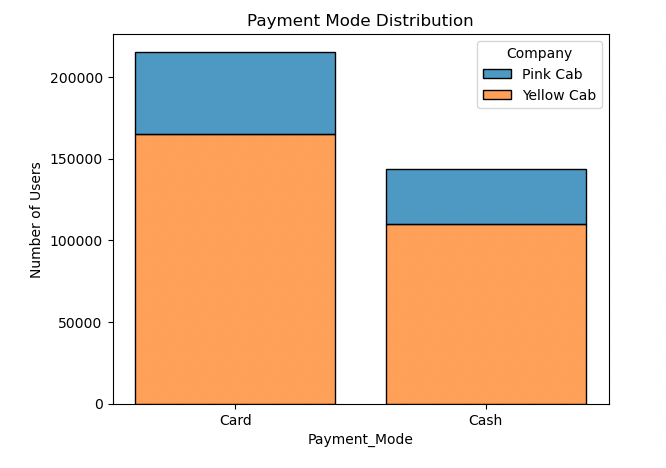 Payment Mode Distribution
Company
Pink Cab
Yellow Cab
200000
150000
100000
50000
0
Number of Users
Card
Cash
Payment_Mode